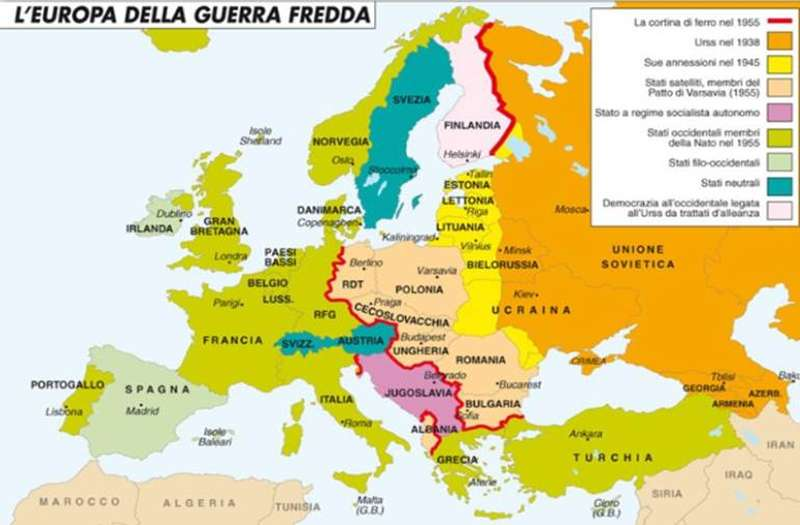 L'EUROPA DELLA GUERRA FREDDA
La cortina di ferro nel 1955
Urss nel 1938
Sue annessioni nel 1945
Stati satelliti, membri del
Patto di Varsavia (1955)
Stato a regime socialista autonomo
Stati occidentali membri
della Nato nel 1955
Stati filo-occidentali
Stati neutrali
Democrazia all'occidentale legata
all'Urss da trattati d'alleanza
SVEZIA
FINLANDIA
Isole
Sherland
NORVEGIA
Oslo
Helsinki
Stoccolma
Tallin
ESTONIA
LETTONIA
Riga
Mosca
Dublino
IRLANDA
GRAN
BRETAGNA
DANIMARCA
Copenaghen
LITUANIA
Kaliningrad
Vilnius
Minsk
UNIONE
SOVIETICA
Londra
PAESI
BASSI
Berlino
Varsavia
BIELORUSSIA
BELGIO
RDT
POLONIA
Kiev
LUSS.
Praga
UCRAINA
Parigi
RFG
CECOSLOVACCHIA
FRANCIA
SVIZZ.
AUSTRIA
Budapest
UNGHERIA
ROMANIA
CRIMEA
Belgrado
Bucarest
Tblisi
Baku
PORTOGALLO
SPAGNA
ITALIA
JUGOSLAVIA
GEORGIA
AZERB.
Lisbona
Madrid
Roma
BULGARIA
Sofia
ARMENIA
Isole
Baleari
ALBANIA
Ankara
GRECIA
TURCHIA
IRAN
Atene
MAROCCO
ALGERIA
TUNISIA
Malta
(G.B.)
Cipro
(G.B.)
SIRIA
IRAQ